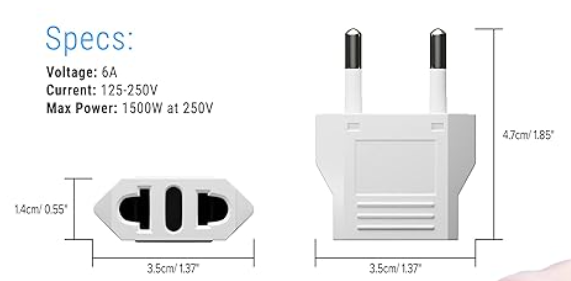 Specs:
Voltage: 6A
Current: 125-250V
Max Power: 1500W at 250V
4.7cm/ 1.85"
1.4cm/ 0.55"
3.5cm/ 1.37"
3.5cm/ 1.37"